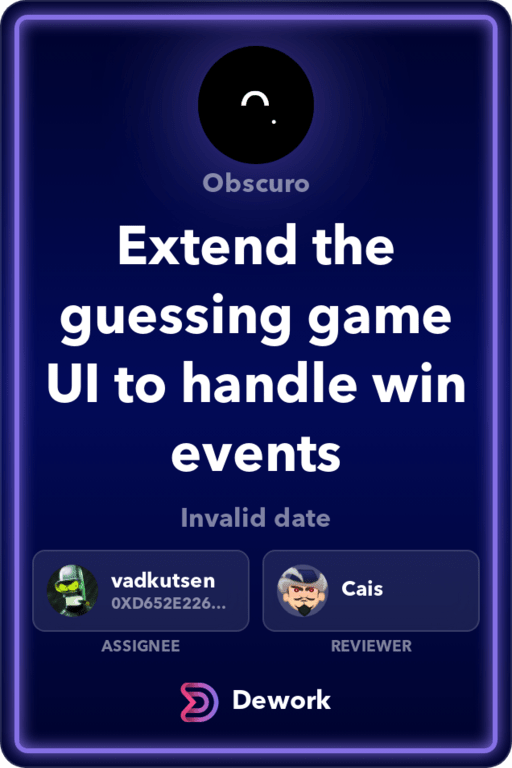 Obscuro
Extend the
guessing game
UI to handle win
events
Invalid date
vadkutsen
0XD652E226...
ASSIGNEE
Cais
REVIEWER
Dework